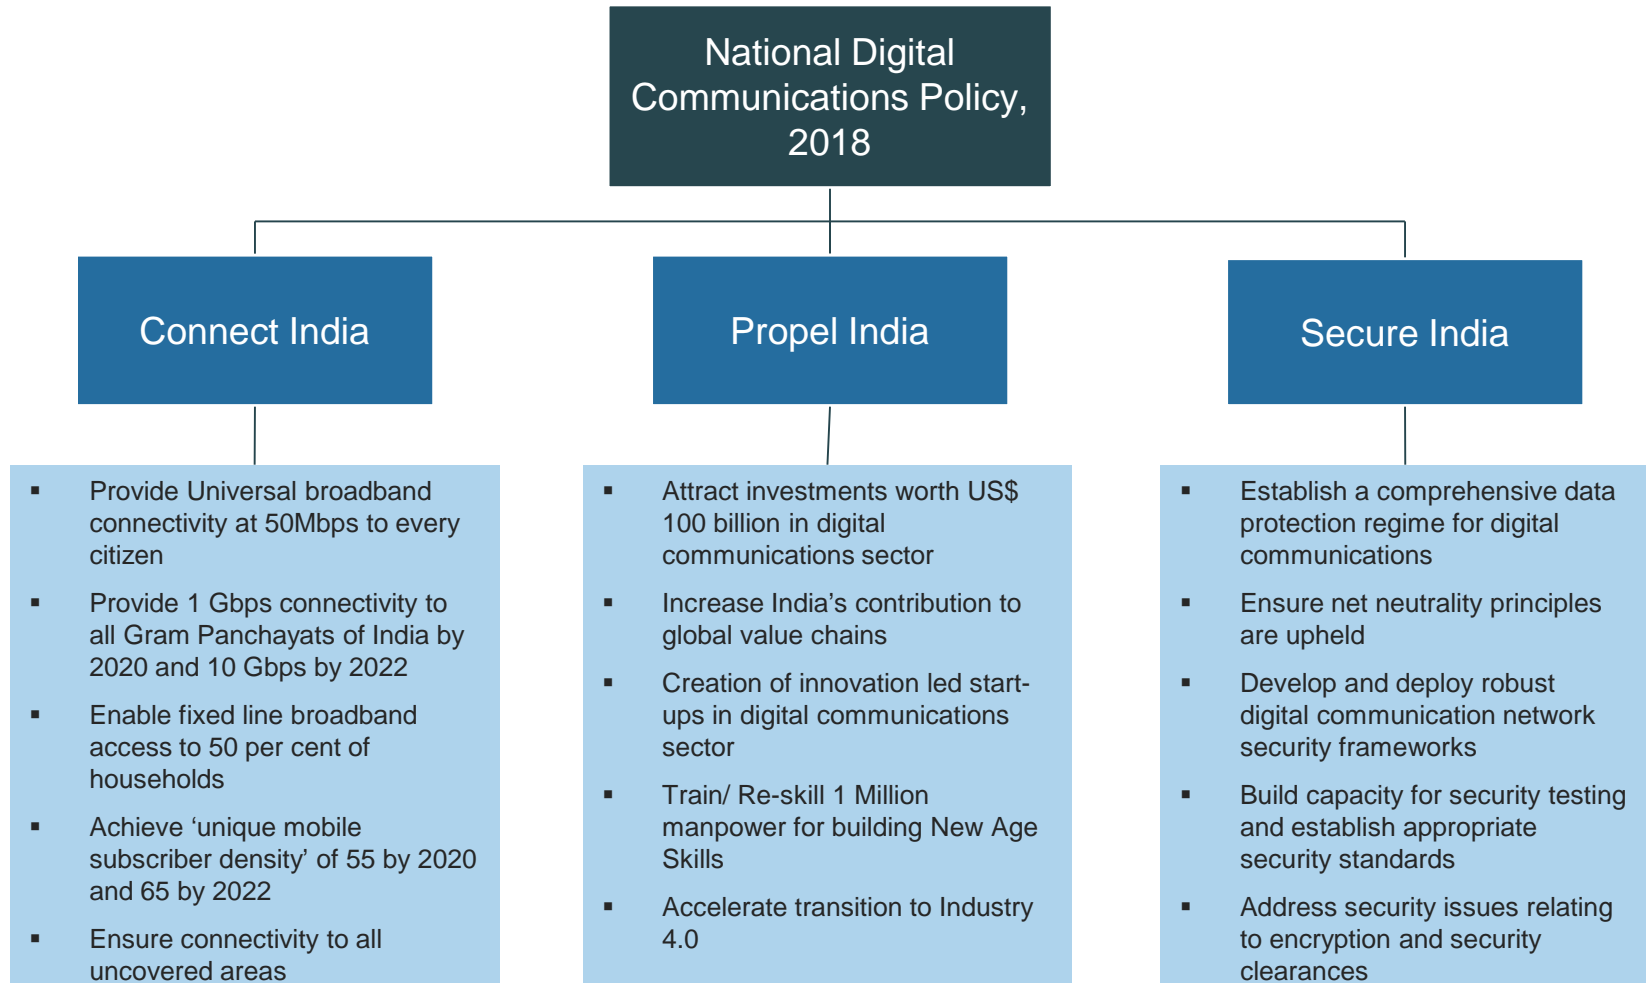 National Digital
Communications Policy,
2018
Connect India
Propel India
Secure India
▪ Provide Universal broadband
connectivity at 50Mbps to every
citizen
▪ Provide 1 Gbps connectivity to
all Gram Panchayats of India by
2020 and 10 Gbps by 2022
▪ Enable fixed line broadband
access to 50 per cent of
households
▪ Achieve ‘unique mobile
subscriber density’ of 55 by 2020
and 65 by 2022
▪ Ensure connectivity to all
uncovered areas
▪ Attract investments worth US$
100 billion in digital
communications sector
▪ Increase India’s contribution to
global value chains
▪ Creation of innovation led start-
ups in digital communications
sector
▪ Train/ Re-skill 1 Million
manpower for building New Age
Skills
▪ Accelerate transition to Industry
4.0
▪ Establish a comprehensive data
protection regime for digital
communications
▪ Ensure net neutrality principles
are upheld
▪ Develop and deploy robust
digital communication network
security frameworks
▪ Build capacity for security testing
and establish appropriate
security standards
▪ Address security issues relating
to encryption and security
clearances